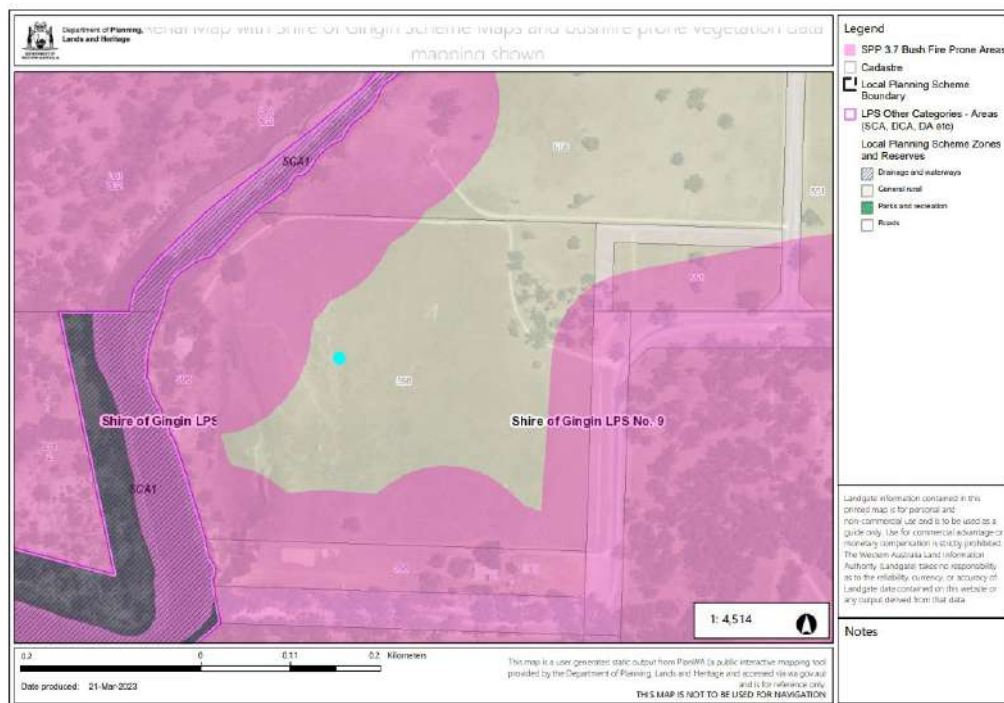 Department of Planning,
Lands and Heritage
Aerial Map with Shire of Gingin Scheme Maps and bushfire prone vegetation data
mapping shown
Legend
SPP 3.7 Bush Fire Prone Areas
Cadastre
Local Planning Scheme
Boundary
LPS Other Categories - Areas
(SCA, DCA, DA etc)
Local Planning Scheme Zones
and Reserves
Drainage and waterways
General rural
Parks and recreation
Roads
SCA1
Shire of Gingin LPS
Shire of Gingin LPS No. 9
SCA1
1: 4,514
Landgate information contained in this
printed map is for personal and
non-commercial use and is to be used as a
guide only. Use for commercial advantage or
monetary compensation is strictly prohibited.
The Western Australia Land Information
Authority (Landgate) takes no responsibility
as to the reliability, currency, or accuracy of
Landgate data contained on this website or
any output derived from that data.
Notes
0.2 0 0.11 0.2 Kilometers
Date produced: 21-Mar-2023
This map is a user generated static output from PlanWA (a public interactive mapping tool
provided by the Department of Planning, Lands and Heritage and accessed via wa.gov.au)
and is for reference only.
THIS MAP IS NOT TO BE USED FOR NAVIGATION